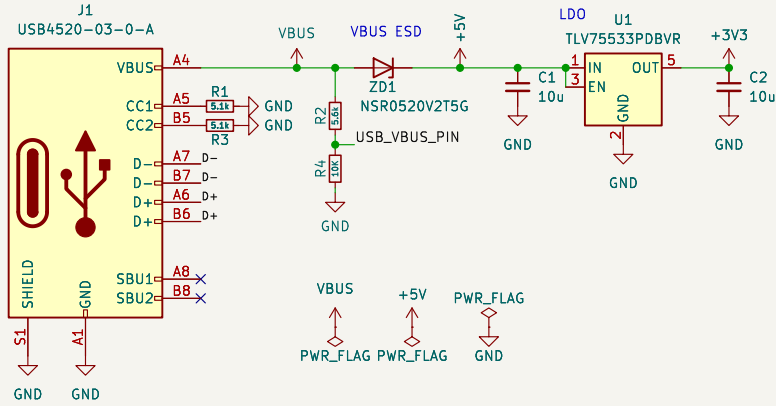 J1
USB4520-03-0-A
VBUS
A4
CC1
A5
R1
5.1k
GND
CC2
B5
R3
5.1k
GND
D-
A7
D-
D-
B7
D-
D+
A6
D+
D+
B6
D+
SBU1
A8
SBU2
B8
SHIELD
GND
S1
A1
GND
GND
VBUS
VBUS ESD
ZD1
NSR0520V2T5G
R2
5.6k
USB_VBUS_PIN
R4
10K
GND
+5V
C1
10u
GND
LDO
U1
TLV75533PDBVR
1
IN
OUT
5
3
EN
GND
2
GND
+3V3
C2
10u
GND
VBUS
PWR_FLAG
+5V
PWR_FLAG
PWR_FLAG
GND